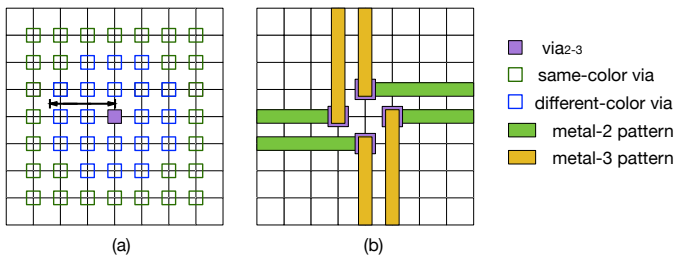 via2-3
same-color via
different-color via
metal-2 pattern
metal-3 pattern
(a)
(b)